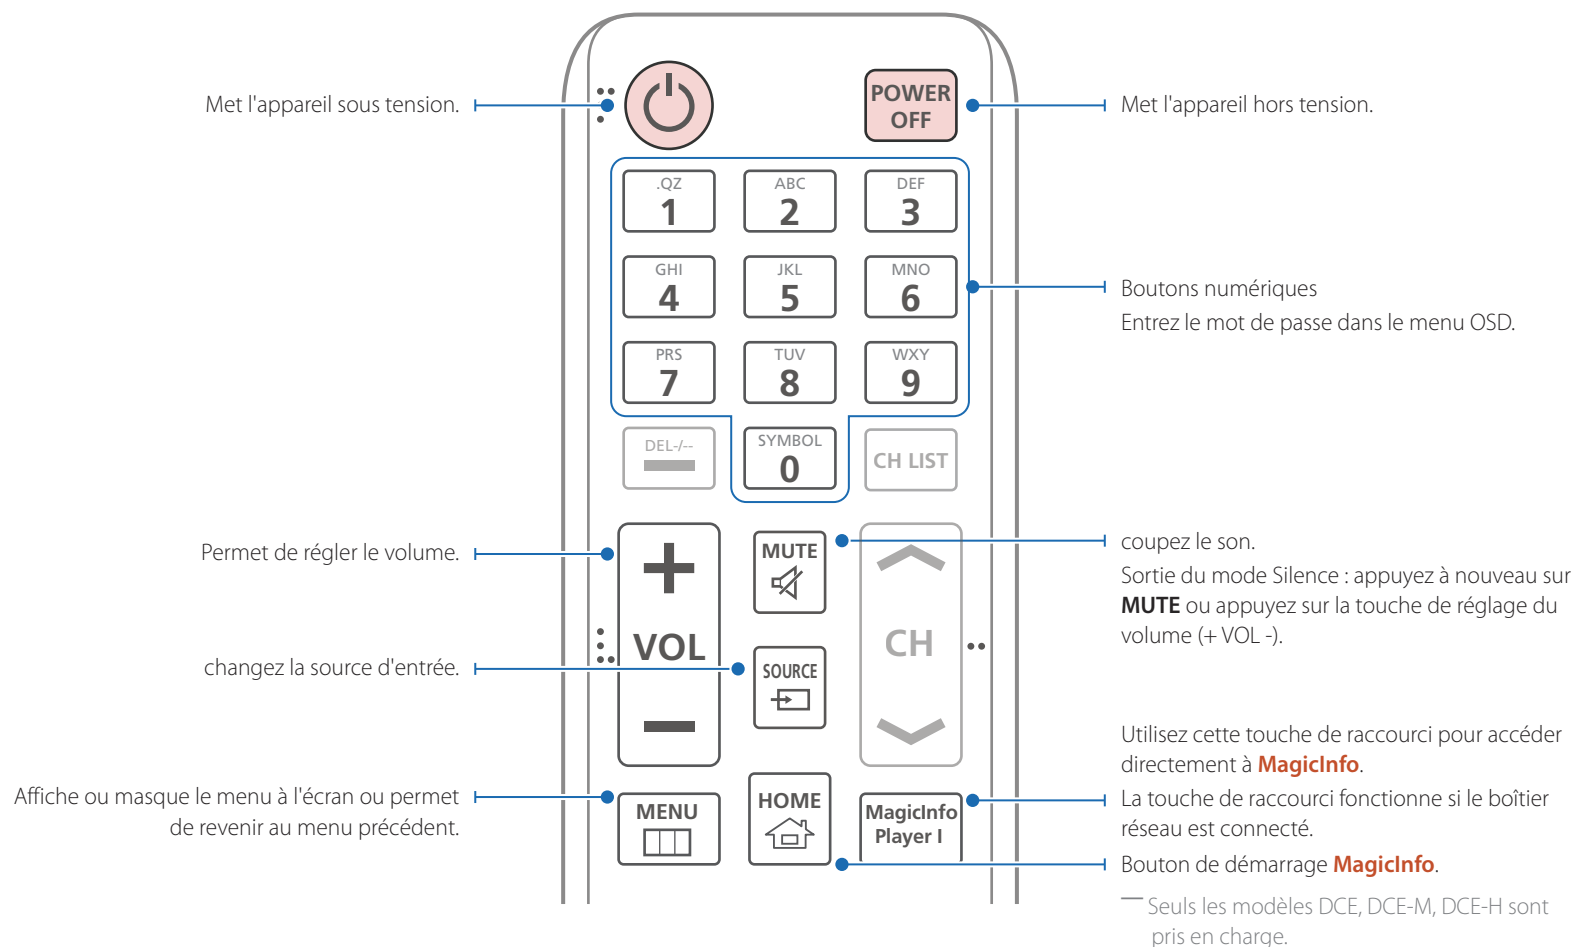 Met l'appareil sous tension.
POWER
OFF
Met l'appareil hors tension.
.QZ
1
ABC
2
DEF
3
GHI
4
JKL
5
MNO
6
Boutons numériques
Entrez le mot de passe dans le menu OSD.
PRS
7
TUV
8
WXY
9
DEL-/--
SYMBOL
0
CH LIST
Permet de régler le volume.
VOL
MUTE
CH
coupez le son.
Sortie du mode Silence : appuyez à nouveau sur
MUTE ou appuyez sur la touche de réglage du
volume (+ VOL -).
changez la source d'entrée.
SOURCE
Utilisez cette touche de raccourci pour accéder
directement à MagicInfo.
La touche de raccourci fonctionne si le boîtier
réseau est connecté.
Affiche ou masque le menu à l'écran ou permet
de revenir au menu précédent.
MENU
HOME
MagicInfo
Player I
Bouton de démarrage MagicInfo.
― Seuls les modèles DCE, DCE-M, DCE-H sont
pris en charge.